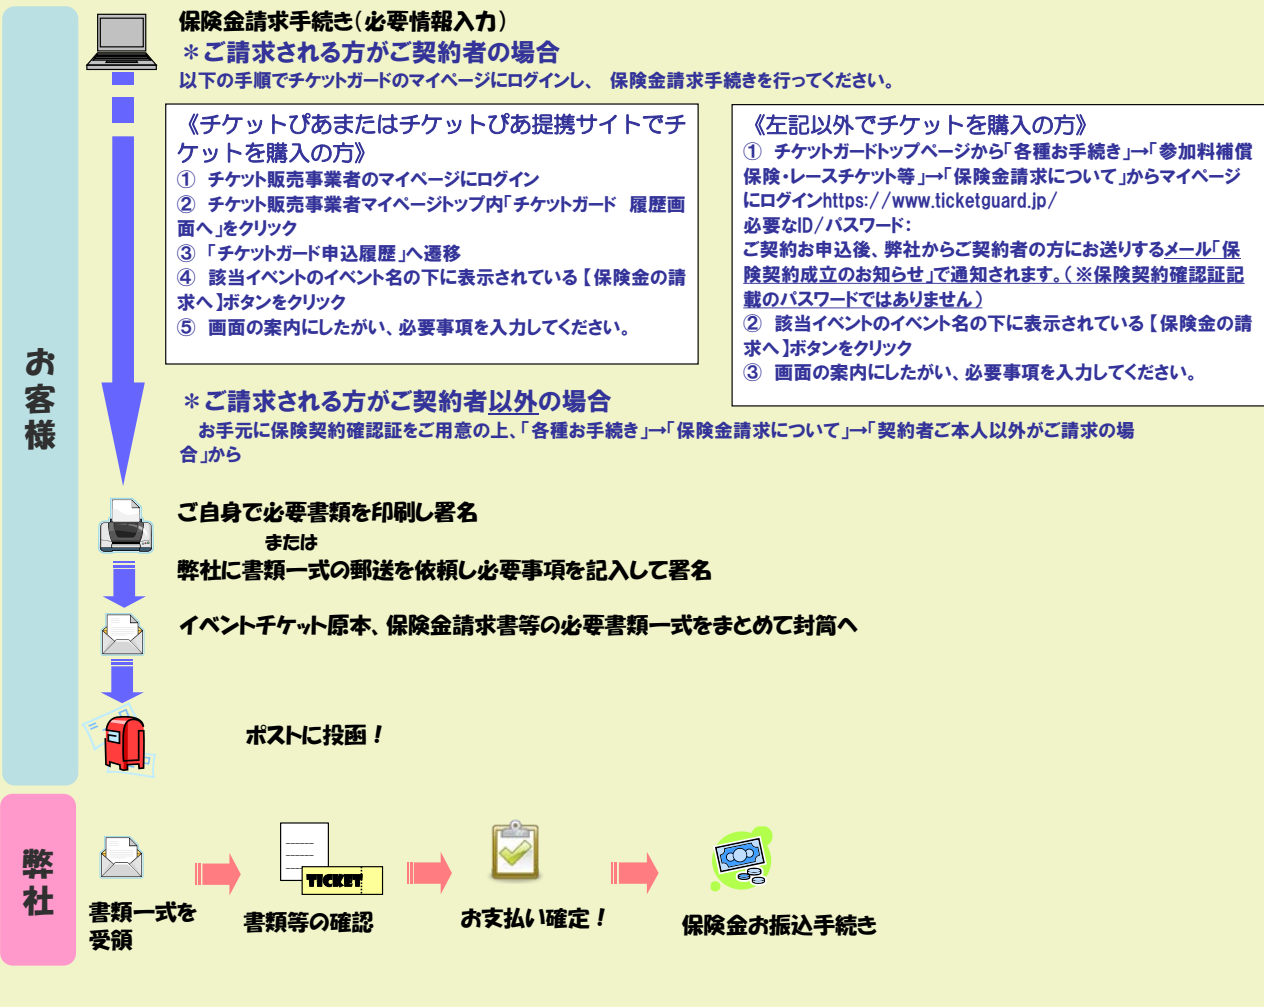 保険金請求手続き（必要情報入力）
＊ご請求される方がご契約者の場合
以下の手順でチケットガードのマイページにログインし、 保険金請求手続きを行ってください。
《チケットぴあまたはチケットぴあ提携サイトでチ
ケットを購入の方》
① チケット販売事業者のマイページにログイン
② チケット販売事業者マイページトップ内「チケットガード 履歴画
面へ」をクリック
③ 「チケットガード申込履歴」へ遷移
④ 該当イベントのイベント名の下に表示されている【保険金の請
求へ】ボタンをクリック
⑤ 画面の案内にしたがい、必要事項を入力してください。
《左記以外でチケットを購入の方》
① チケットガードトップページから「各種お手続き」→「参加料補償
保険・レースチケット等」→「保険金請求について」からマイページ
にログインhttps://www.ticketguard.jp/
必要なID/パスワード：
ご契約お申込後、弊社からご契約者の方にお送りするメール「保
険契約成立のお知らせ」で通知されます。（※保険契約確認証記
載のパスワードではありません）
② 該当イベントのイベント名の下に表示されている【保険金の請
求へ】ボタンをクリック
③ 画面の案内にしたがい、必要事項を入力してください。
＊ご請求される方がご契約者以外の場合
お手元に保険契約確認証をご用意の上、「各種お手続き」→「保険金請求について」→「契約者ご本人以外がご請求の場
合」から
お客様
ご自身で必要書類を印刷し署名
または
弊社に書類一式の郵送を依頼し必要事項を記入して署名
イベントチケット原本、保険金請求書等の必要書類一式をまとめて封筒へ
ポストに投函！
弊社
TICKET
書類一式を
受領
書類等の確認
お支払い確定！
保険金お振込手続き